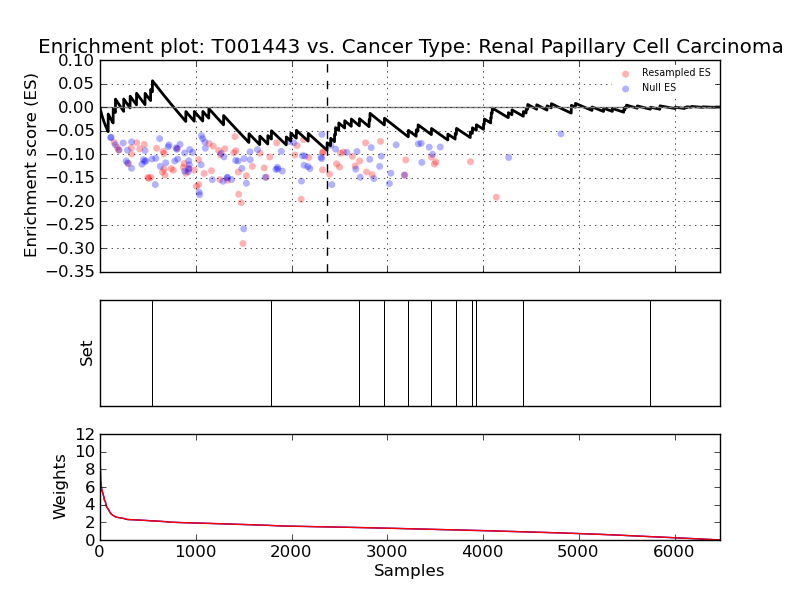 Enrichment plot: T001443 vs. Cancer Type: Renal Papillary Cell Carcinoma
0.10
0.05
0.00
−0.05
−0.10
−0.15
−0.20
−0.25
−0.30
−0.35
Enrichment score (ES)
Resampled ES
Null ES
Set
12
10
8
6
4
2
0
Weights
0 1000 2000 3000 4000 5000 6000
Samples